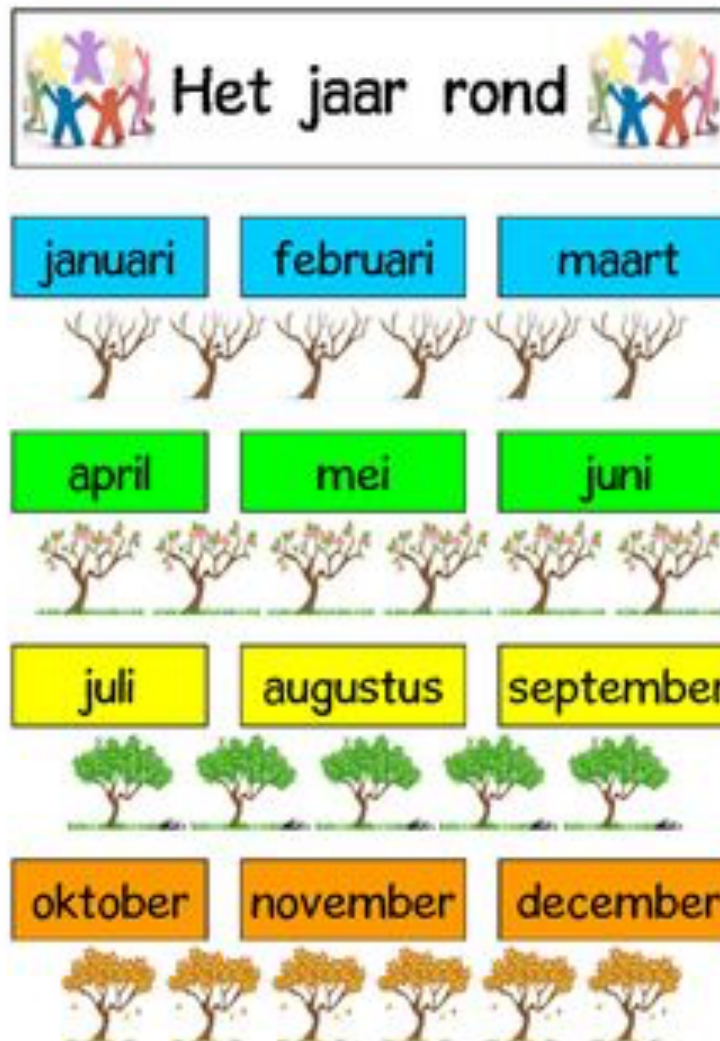 Het jaar rond
januari februari maart
april mei juni
juli augustus september
oktober november december